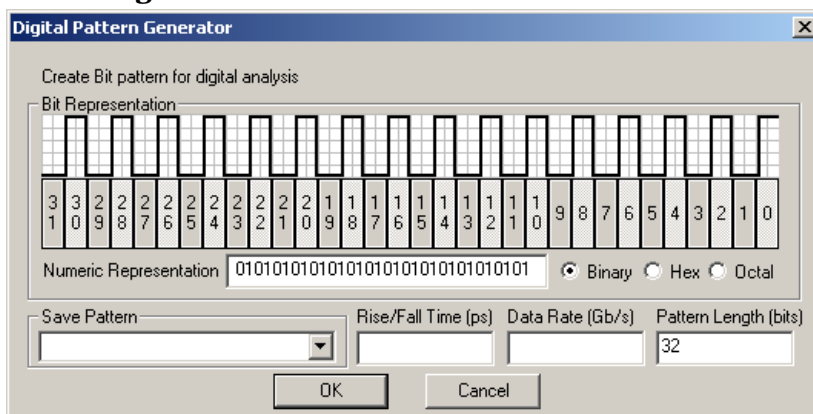 Digital Pattern Generator
Create Bit pattern for digital analysis
Bit Representation
31 30 29 28 27 26 25 24 23 22 21 20 19 18 17 16 15 14 13 12 11 10 9 8 7 6 5 4 3 2 1 0
Numeric Representation 01010101010101010101010101010101 Binary Hex Octal
Save Pattern Rise/Fall Time (ps) Data Rate (Gb/s) Pattern Length (bits)
32
OK Cancel